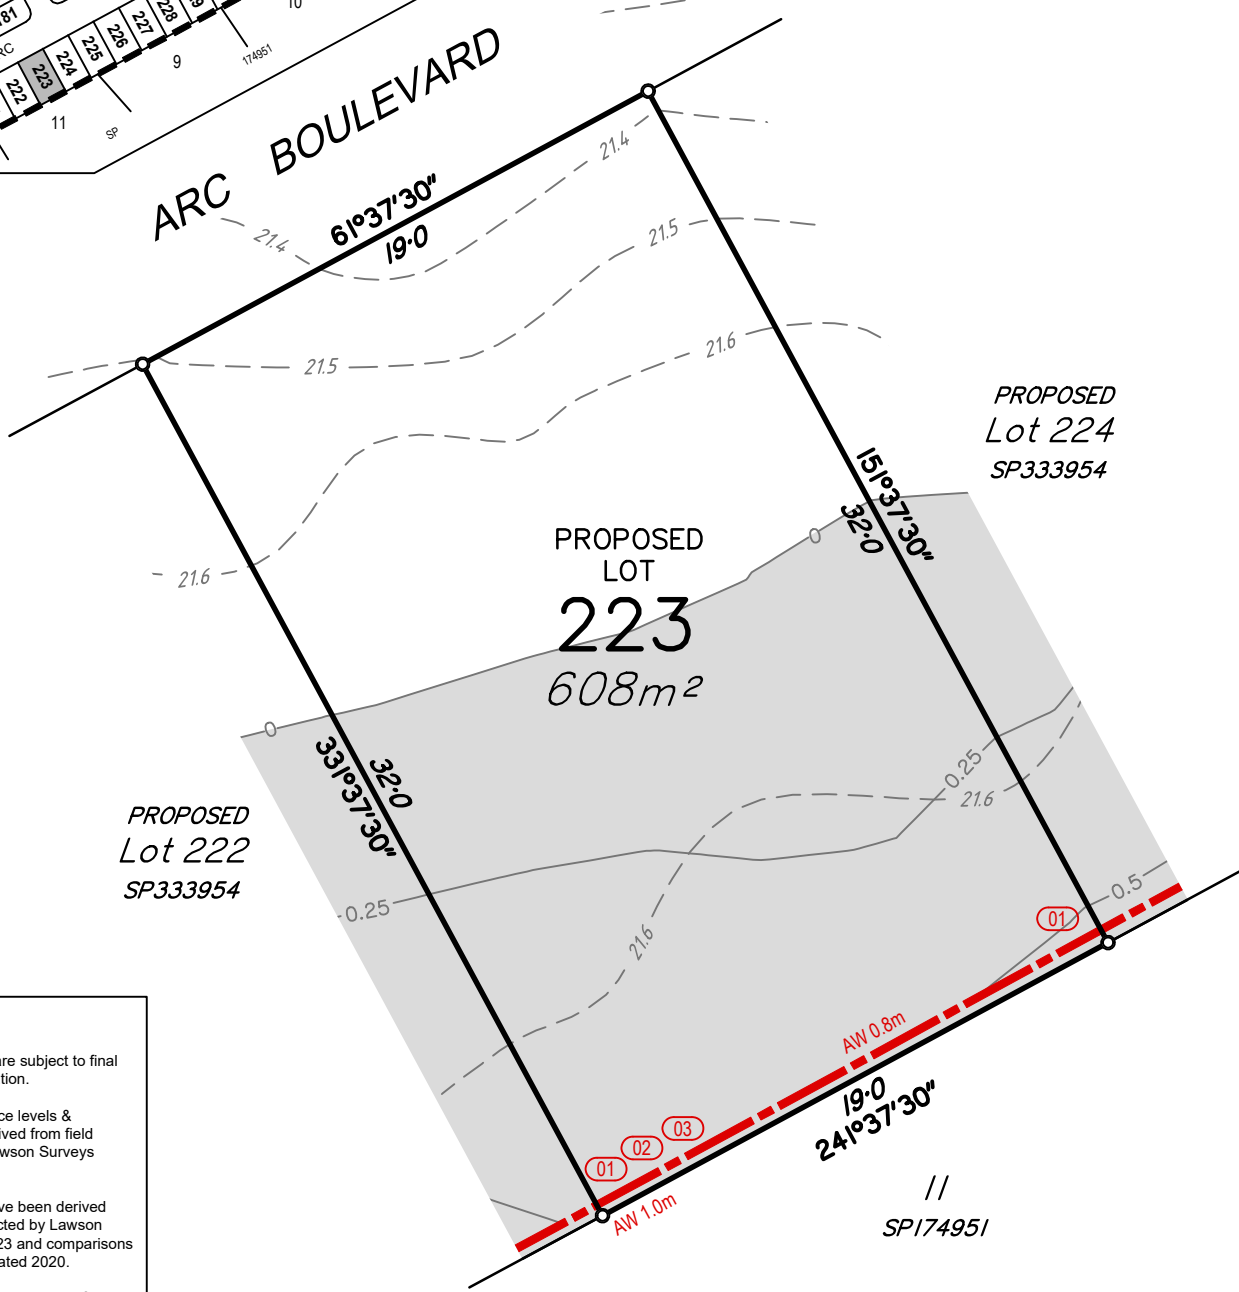 181
RC
222
223
224
225
226
227
228
10
9
174951
11
SP
ARC BOULEVARD
61°37'30"
19·0
21.4
21.4
21.5
21.5
21.6
21.6
PROPOSED
Lot 224
SP333954
151°37'30"
32·0
PROPOSED
LOT
223
608m²
0
0
331°37'30"
32·0
PROPOSED
Lot 222
SP333954
0.25
0.25
21.6
21.6
0.5
01
AW 0.8m
19·0
241°37'30"
01
02
03
AW 1.0m
11
SP174951
are subject to final
tion.
ce levels &
ived from field
wson Surveys
ve been derived
cted by Lawson
23 and comparisons
ated 2020.